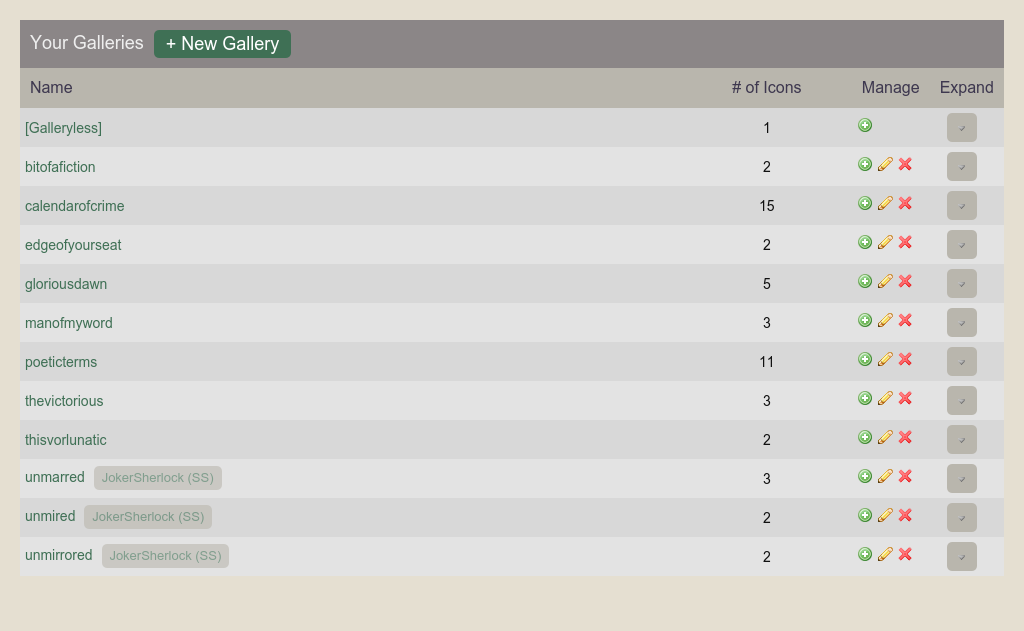 Your Galleries + New Gallery
Name # of Icons Manage Expand
[Galleryless] 1
bitofafiction 2
calendarofcrime 15
edgeofyourseat 2
gloriousdawn 5
manofmyword 3
poeticterms 11
thevictorious 3
thisvorlunatic 2
unmarred JokerSherlock (SS) 3
unmired JokerSherlock (SS) 2
unmirrored JokerSherlock (SS) 2